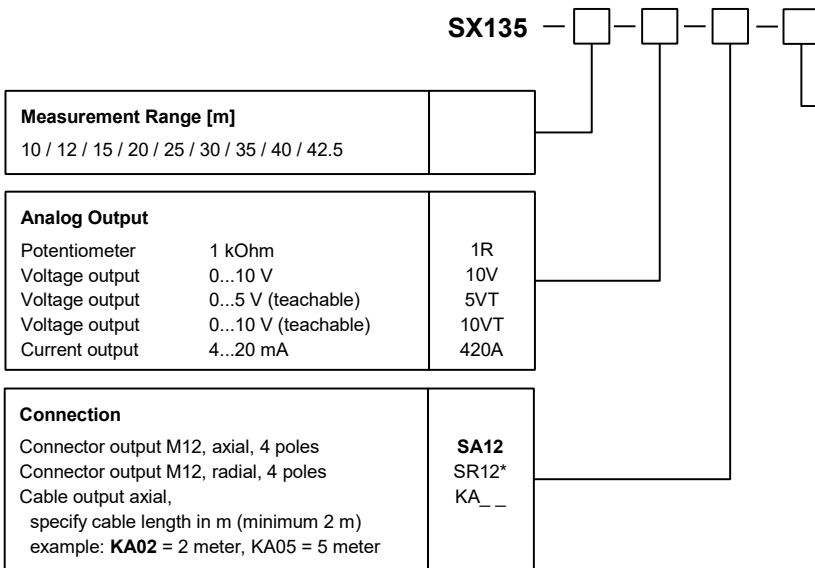 SX135 — □ — □ — □ — □
Measurement Range [m]
10 / 12 / 15 / 20 / 25 / 30 / 35 / 40 / 42.5
Analog Output
Potentiometer 1 kOhm 1R
Voltage output 0...10 V 10V
Voltage output 0...5 V (teachable) 5VT
Voltage output 0...10 V (teachable) 10VT
Current output 4...20 mA 420A
Connection
Connector output M12, axial, 4 poles SA12
Connector output M12, radial, 4 poles SR12*
Cable output axial, KA_ _
specify cable length in m (minimum 2 m)
example: KA02 = 2 meter, KA05 = 5 meter